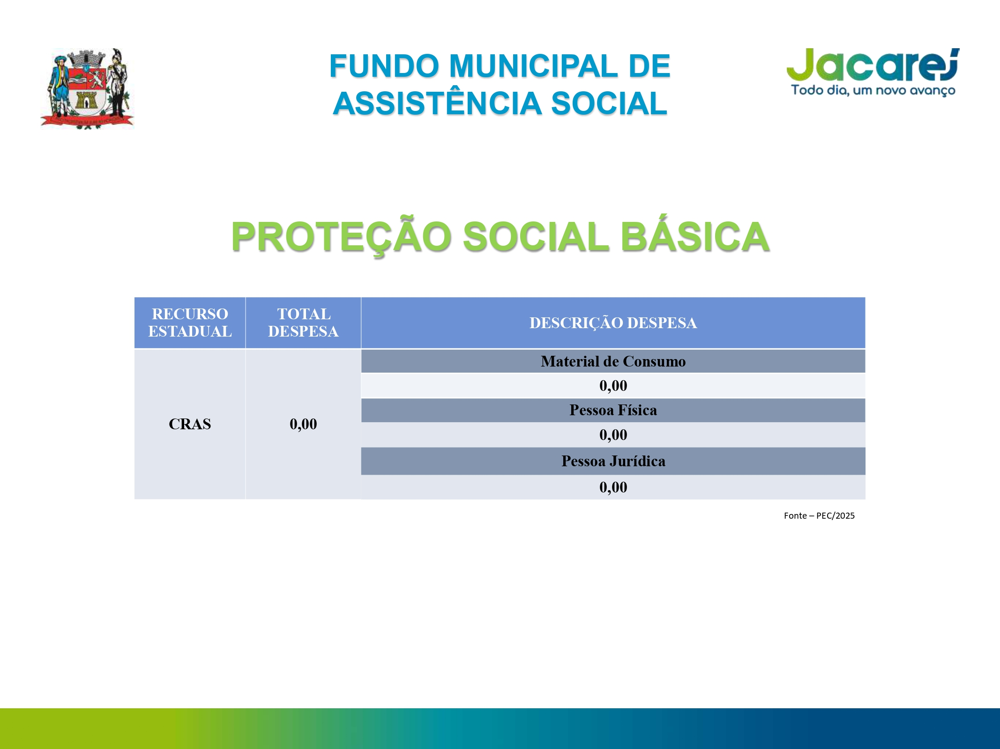 FUNDO MUNICIPAL DE
ASSISTÊNCIA SOCIAL
Jacareí
Todo dia, um novo avanço
PROTEÇÃO SOCIAL BÁSICA
RECURSO
ESTADUAL
TOTAL
DESPESA
DESCRIÇÃO DESPESA
CRAS
0,00
Material de Consumo
0,00
Pessoa Física
0,00
Pessoa Jurídica
0,00
Fonte – PEC/2025